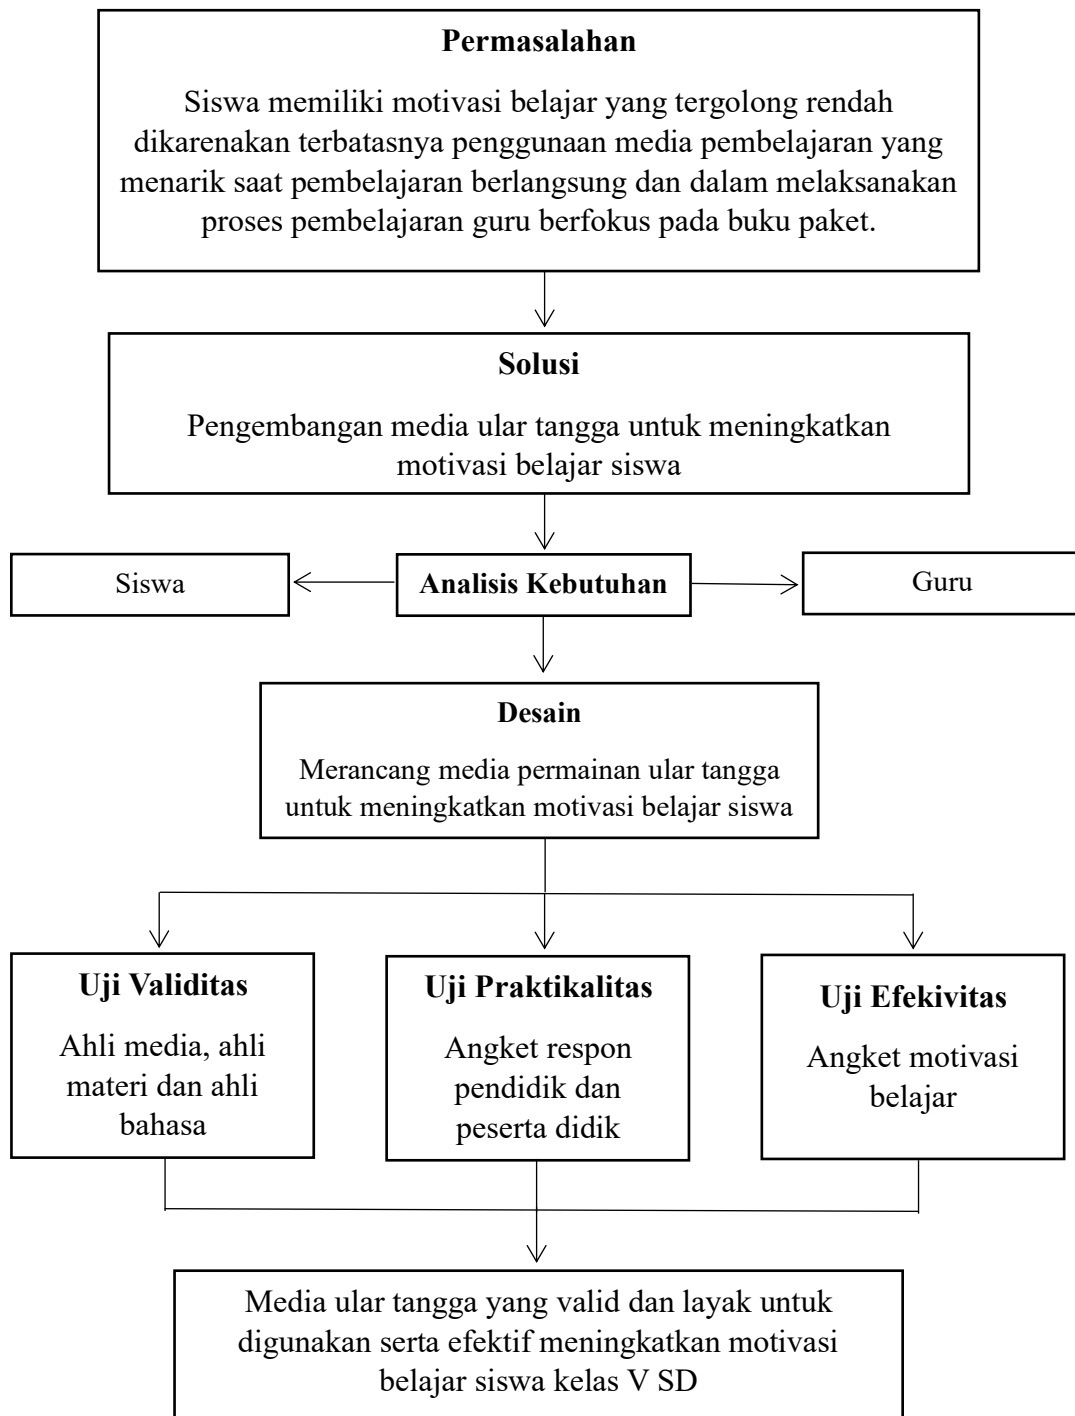 Permasalahan
Siswa memiliki motivasi belajar yang tergolong rendah
dikarenakan terbatasnya penggunaan media pembelajaran yang
menarik saat pembelajaran berlangsung dan dalam melaksanakan
proses pembelajaran guru berfokus pada buku paket.
Solusi
Pengembangan media ular tangga untuk meningkatkan
motivasi belajar siswa
Siswa
Analisis Kebutuhan
Guru
Desain
Merancang media permainan ular tangga
untuk meningkatkan motivasi belajar siswa
Uji Validitas
Ahli media, ahli
materi dan ahli
bahasa
Uji Praktikalitas
Angket respon
pendidik dan
peserta didik
Uji Efekivitas
Angket motivasi
belajar
Media ular tangga yang valid dan layak untuk
digunakan serta efektif meningkatkan motivasi
belajar siswa kelas V SD